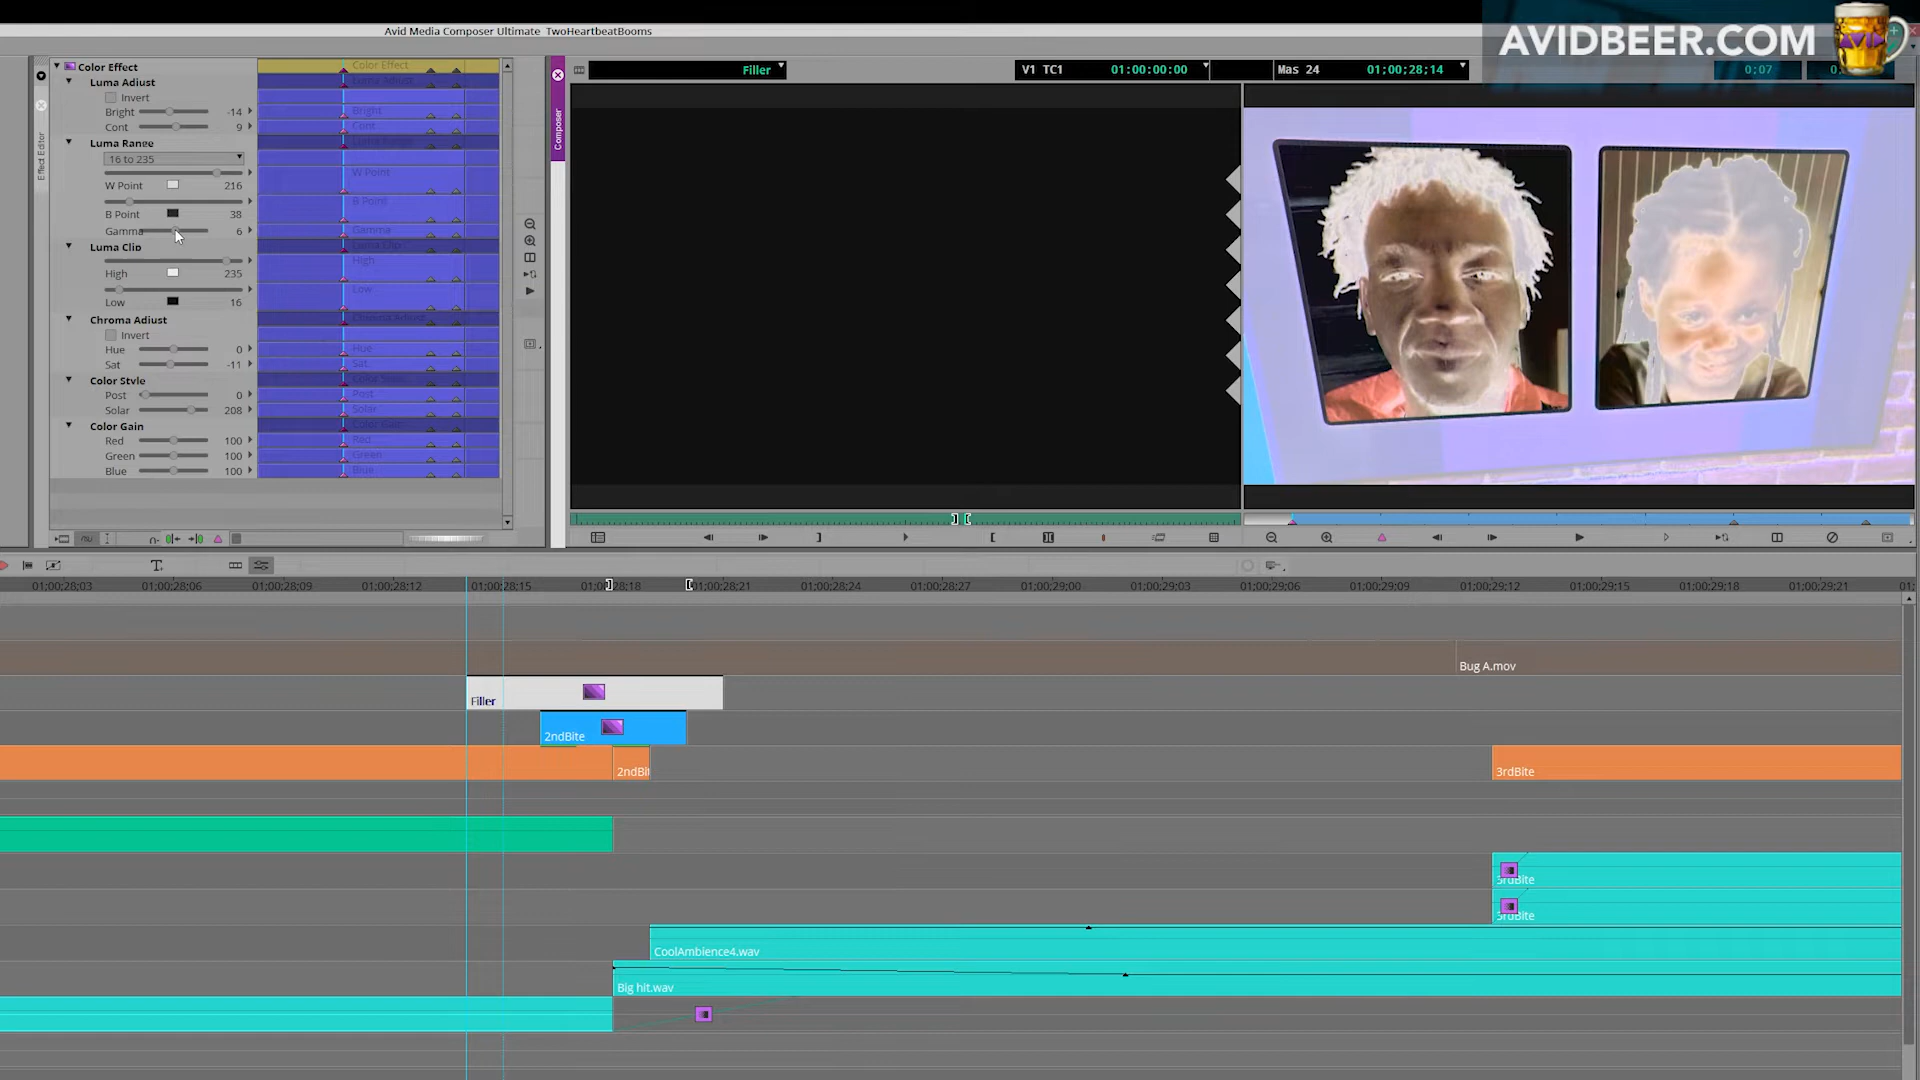 Avid Media Composer Ultimate TwoHeartbeatBooms
AVIDBEER.COM
AVID
Color Effect
Color Effect
Luma Adjust
Luma Adjust
Invert
Bright -14
Bright
Cont 9
Cont
Luma Range
Luma Range
16 to 235
W Point
W Point 216
B Point
B Point 38
Gamma 6
Gamma
Luma Clip
Luma Clip
High
High 235
Low
Low 16
Chroma Adjust
Chroma Adjust
Invert
Hue 0
Hue
Sat -11
Sat
Color Style
Post 0
Post
Solar 208
Solar
Color Gain
Red 100
Red
Green 100
Green
Blue 100
Blue
Effect Editor
Composer
Filler
V1 TC1 01:00:00:00
Mas 24 01;00;28;14
0;07
01;00;28;03 01;00;28;06 01;00;28;09 01;00;28;12 01;00;28;15 01;00;28;18 01;00;28;21 01;00;28;24 01;00;28;27 01;00;29;00 01;00;29;03 01;00;29;06 01;00;29;09 01;00;29;12 01;00;29;15 01;00;29;18 01;00;29;21
Bug A.mov
Filler
2ndBite
2ndBit
3rdBite
3rdBite
3rdBite
CoolAmbience4.wav
Big hit.wav